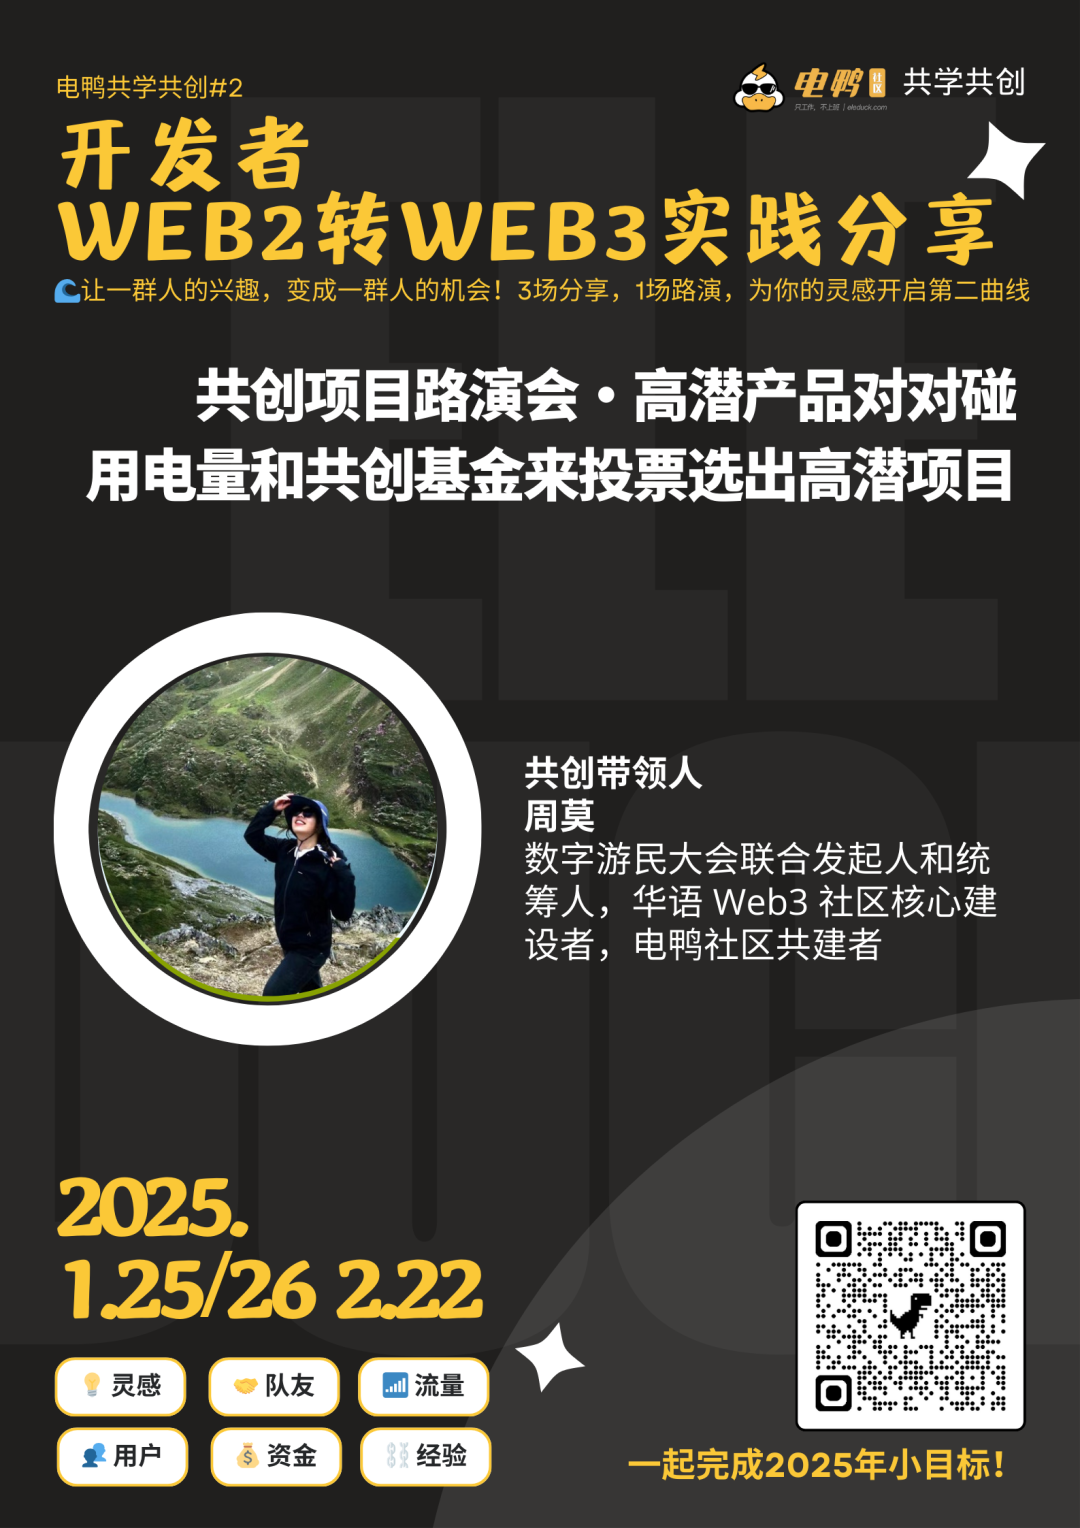 电鸭共学共创#2
电鸭社区 共学共创
只工作，不上班 | eleduck.com
开发者
WEB2转WEB3实践分享
🌊让一群人的兴趣，变成一群人的机会！3场分享，1场路演，为你的灵感开启第二曲线
共创项目路演会·高潜产品对对碰
用电量和共创基金来投票选出高潜项目
共创带领人
周莫
数字游民大会联合发起人和统
筹人，华语 Web3 社区核心建
设者，电鸭社区共建者
2025.
1.25/26 2.22
灵感 队友 流量
用户 资金 经验
一起完成2025年小目标！